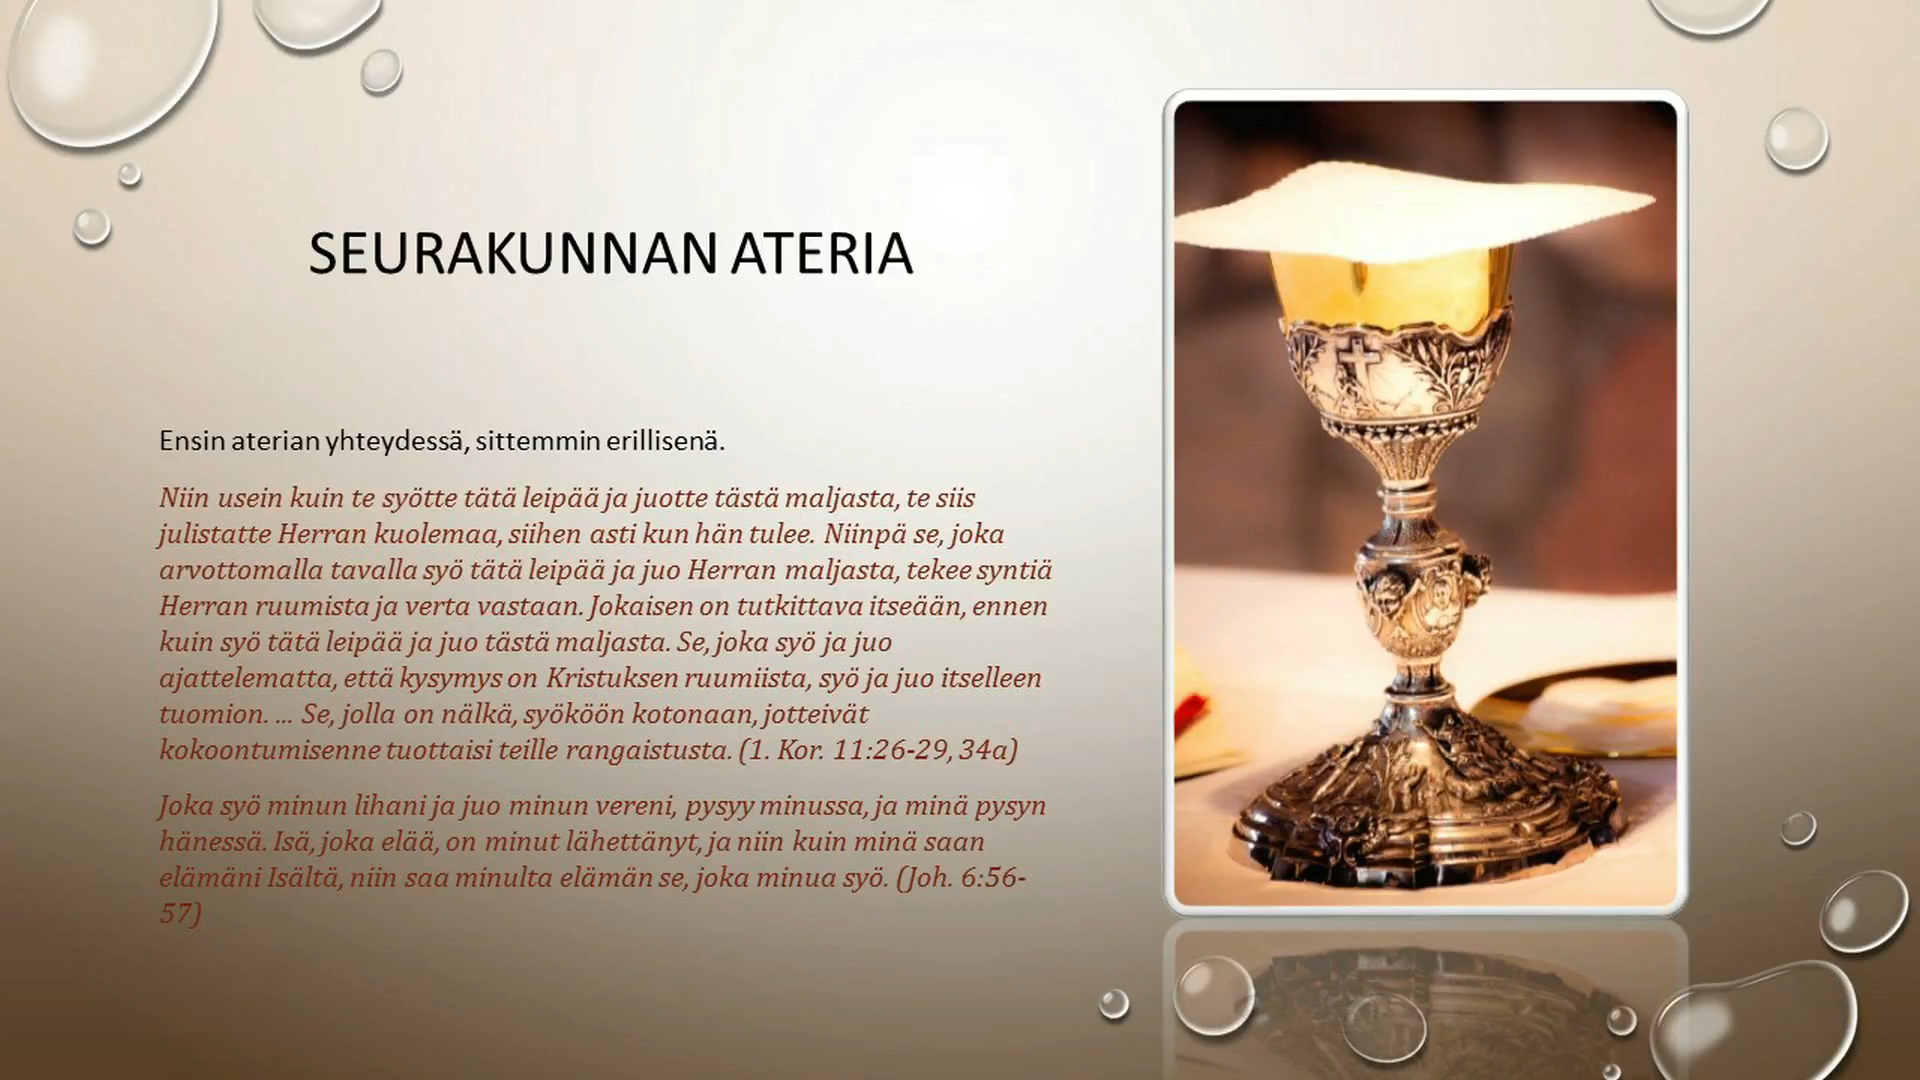 SEURAKUNNAN ATERIA
Ensin aterian yhteydessä, sittemmin erillisenä.
Niin usein kuin te syötte tätä leipää ja juotte tästä maljasta, te siis
julistatte Herran kuolemaa, siihen asti kun hän tulee. Niinpä se, joka
arvottomalla tavalla syö tätä leipää ja juo Herran maljasta, tekee syntiä
Herran ruumista ja verta vastaan. Jokaisen on tutkittava itseään, ennen
kuin syö tätä leipää ja juo tästä maljasta. Se, joka syö ja juo
ajattelematta, että kysymys on Kristuksen ruumiista, syö ja juo itselleen
tuomion. ... Se, jolla on nälkä, syököön kotonaan, jotteivät
kokoontumisenne tuottaisi teille rangaistusta. (1. Kor. 11:26-29, 34a)
Joka syö minun lihani ja juo minun vereni, pysyy minussa, ja minä pysyn
hänessä. Isä, joka elää, on minut lähettänyt, ja niin kuin minä saan
elämäni Isältä, niin saa minulta elämän se, joka minua syö. (Joh. 6:56-
57)